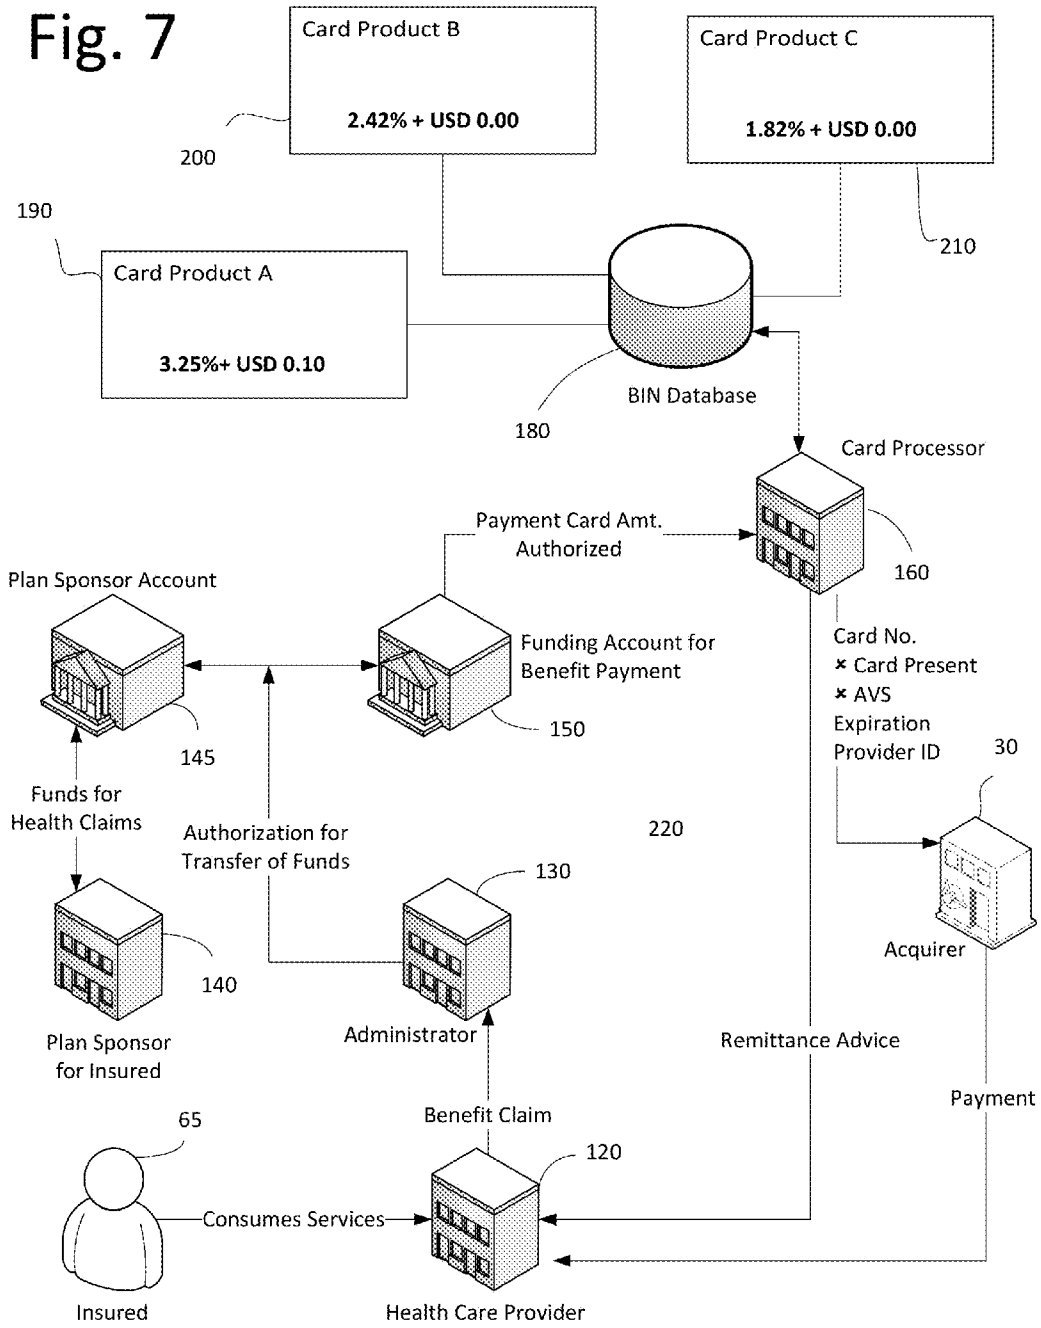 Fig. 7
Card Product B
2.42% + USD 0.00
200
Card Product C
1.82% + USD 0.00
210
190
Card Product A
3.25%+ USD 0.10
BIN Database
180
Card Processor
160
Payment Card Amt.
Authorized
Plan Sponsor Account
145
Funding Account for
Benefit Payment
150
Card No.
× Card Present
× AVS
Expiration
Provider ID
30
Funds for
Health Claims
Authorization for
Transfer of Funds
220
130
Acquirer
140
Plan Sponsor
for Insured
Administrator
Remittance Advice
Payment
Benefit Claim
65
120
Consumes Services
Insured
Health Care Provider